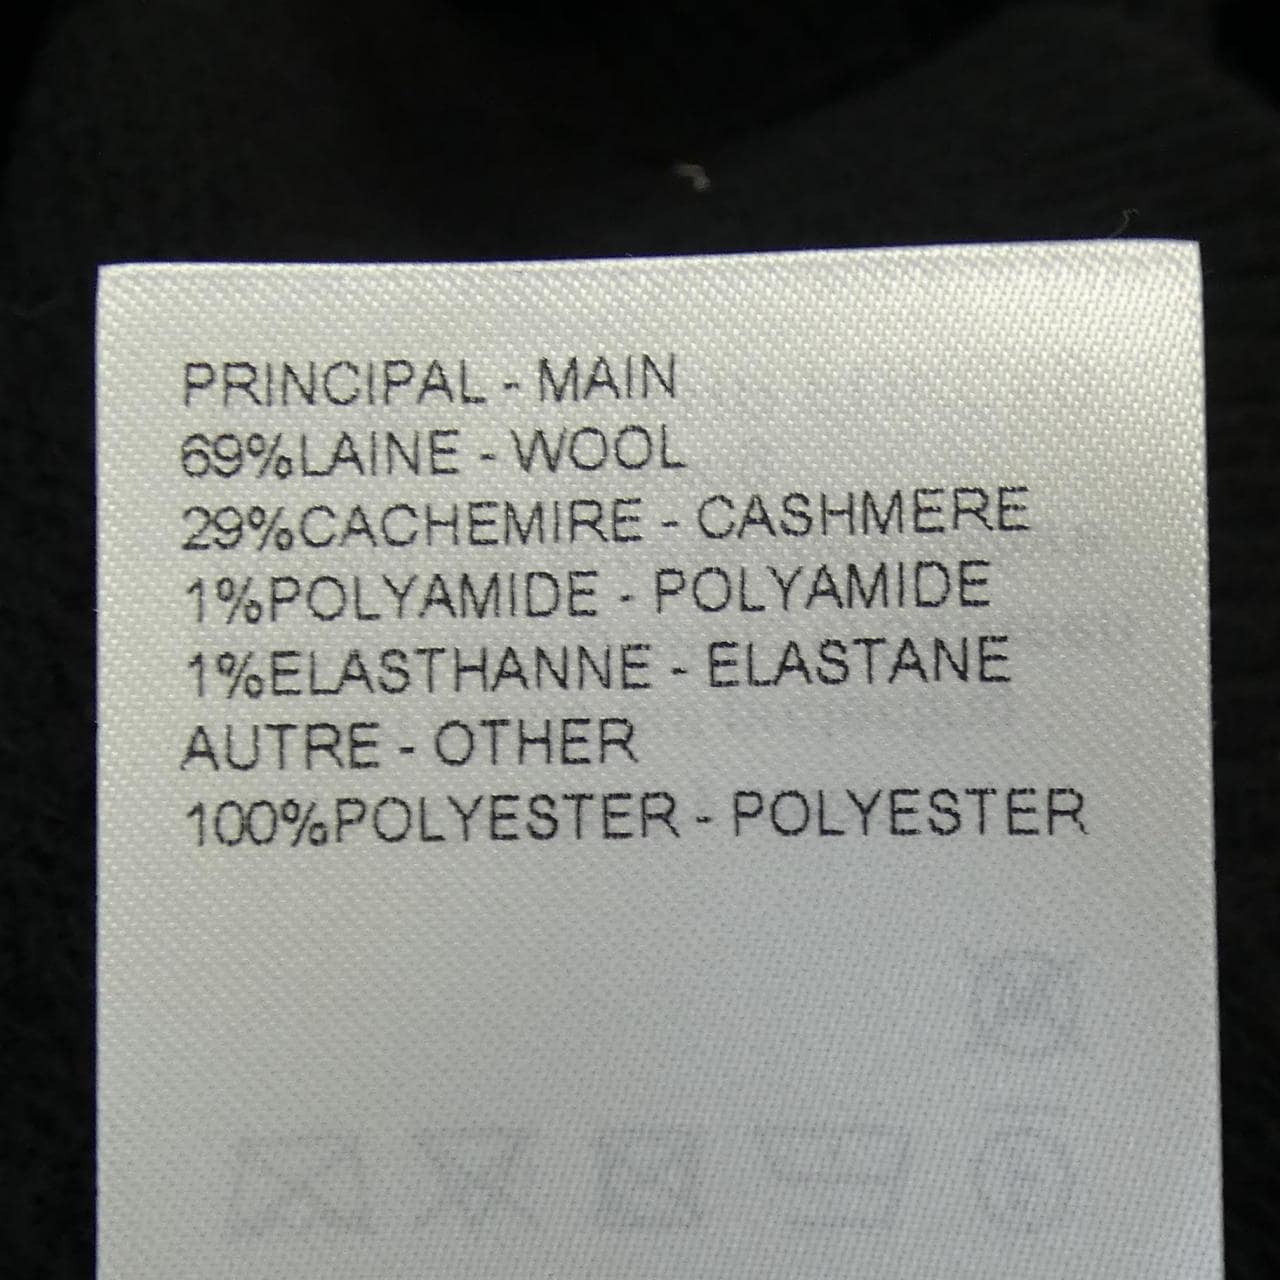 PRINCIPAL - MAIN
69%LAINE - WOOL
29%CACHEMIRE - CASHMERE
1%POLYAMIDE - POLYAMIDE
1%ELASTHANNE - ELASTANE
AUTRE - OTHER
100%POLYESTER - POLYESTER